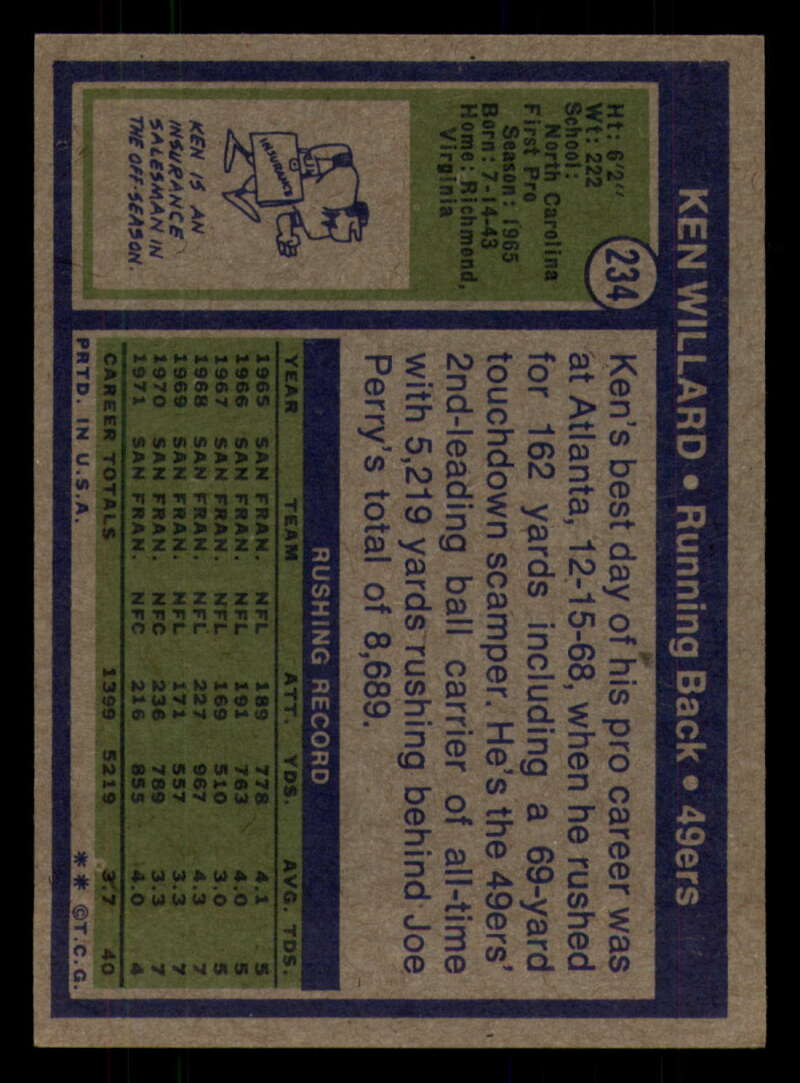 KEN WILLARD • Running Back • 49ers
234
Ht: 6'2"
Wt: 222
School:
North Carolina
First Pro
Season: 1965
Born: 7-14-43
Home: Richmond,
Virginia
INSURANCE
KEN IS AN
INSURANCE
SALESMAN IN
THE OFF-SEASON.
Ken's best day of his pro career was
at Atlanta, 12-15-68, when he rushed
for 162 yards including a 69-yard
touchdown scamper. He's the 49ers'
2nd-leading ball carrier of all-time
with 5,219 yards rushing behind Joe
Perry's total of 8,689.
RUSHING RECORD
YEAR TEAM ATT. YDS. AVG. TDS.
1965 SAN FRAN. NFL 189 778 4.1 5
1966 SAN FRAN. NFL 191 763 4.0 5
1967 SAN FRAN. NFL 169 510 3.0 5
1968 SAN FRAN. NFL 227 967 4.3 7
1969 SAN FRAN. NFL 171 557 3.3 7
1970 SAN FRAN. NFC 236 789 3.3 7
1971 SAN FRAN. NFC 216 855 4.0 4
CAREER TOTALS 1399 5219 3.7 40
PRTD. IN U.S.A. ** ©T.C.G.